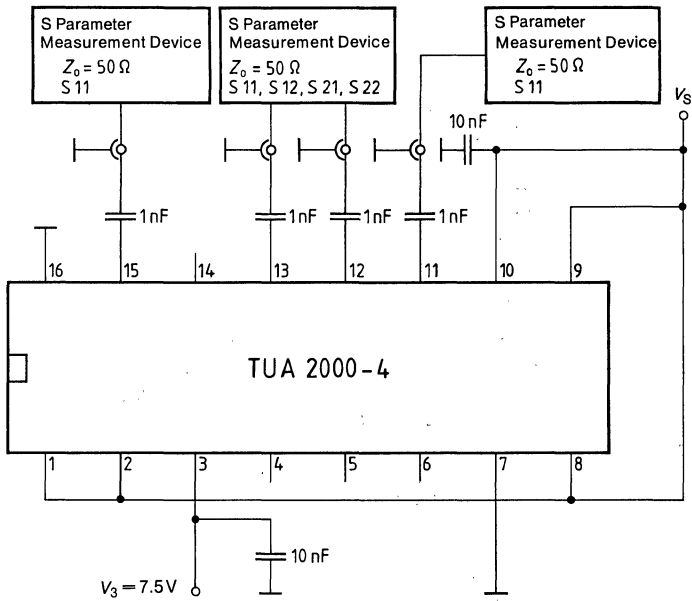 S Parameter
Measurement Device
Z₀ = 50 Ω
S 11
S Parameter
Measurement Device
Z₀ = 50 Ω
S 11, S 12, S 21, S 22
S Parameter
Measurement Device
Z₀ = 50 Ω
S 11
Vₛ
10 nF
1 nF
1 nF
1 nF
1 nF
16
15
14
13
12
11
10
9
TUA 2000-4
1
2
3
4
5
6
7
8
10 nF
V₃ = 7.5 V